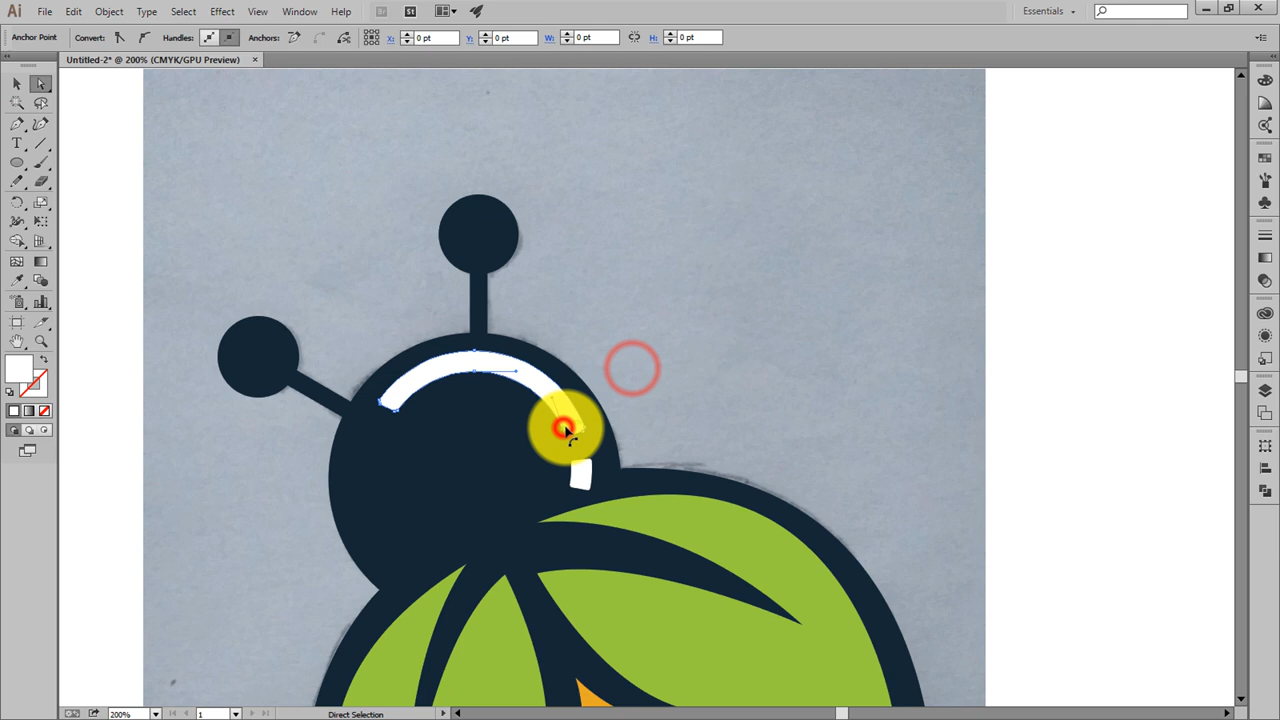 Ai File Edit Object Type Select Effect View Window Help Br St Essentials
Anchor Point Convert: Handles: Anchors: X: 0 pt Y: 0 pt W: 0 pt H: 0 pt
Untitled-2* @ 200% (CMYK/GPU Preview) ×
T
200% 1 Direct Selection